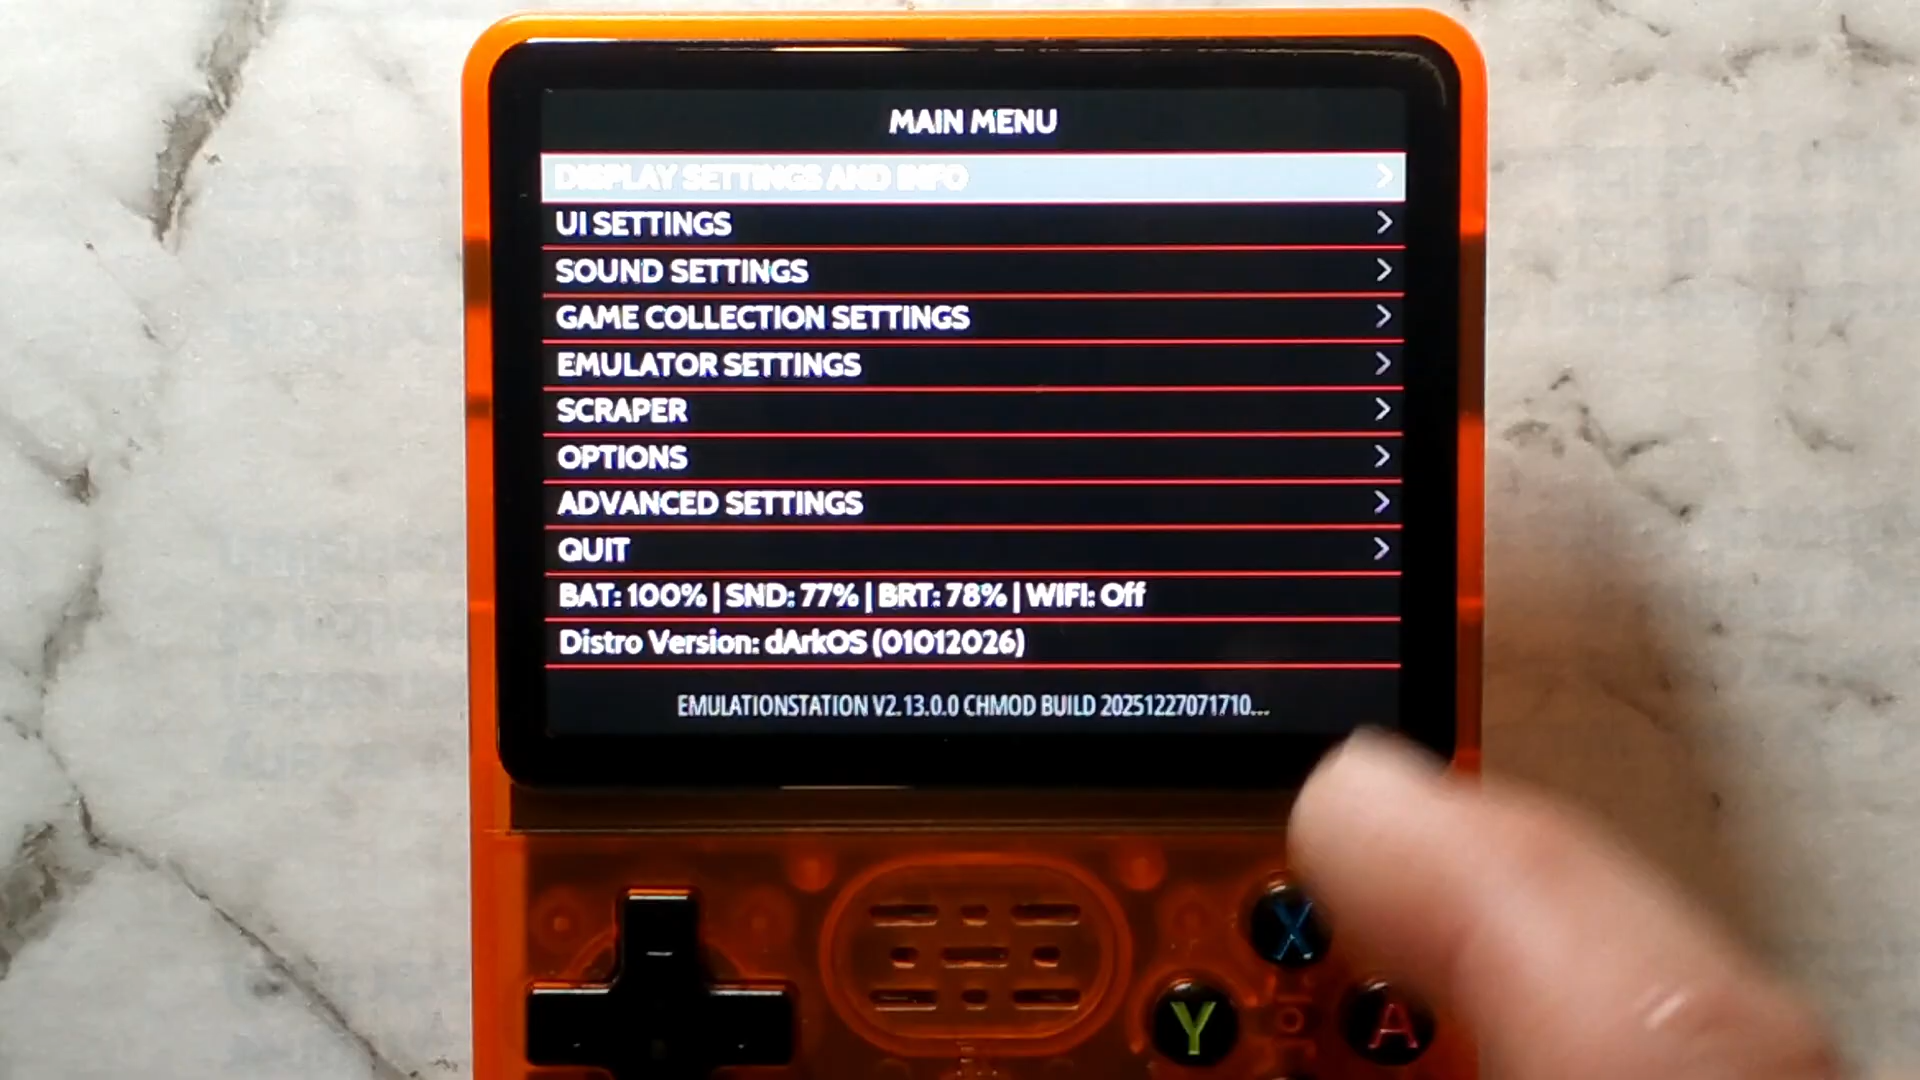 MAIN MENU
DISPLAY SETTINGS AND INFO
UI SETTINGS
SOUND SETTINGS
GAME COLLECTION SETTINGS
EMULATOR SETTINGS
SCRAPER
OPTIONS
ADVANCED SETTINGS
QUIT
BAT: 100% | SND: 77% | BRT: 78% | WIFI: Off
Distro Version: dArkOS (01012026)
EMULATIONSTATION V2.13.0.0 CHMOD BUILD 20251227071710...
X
Y
A